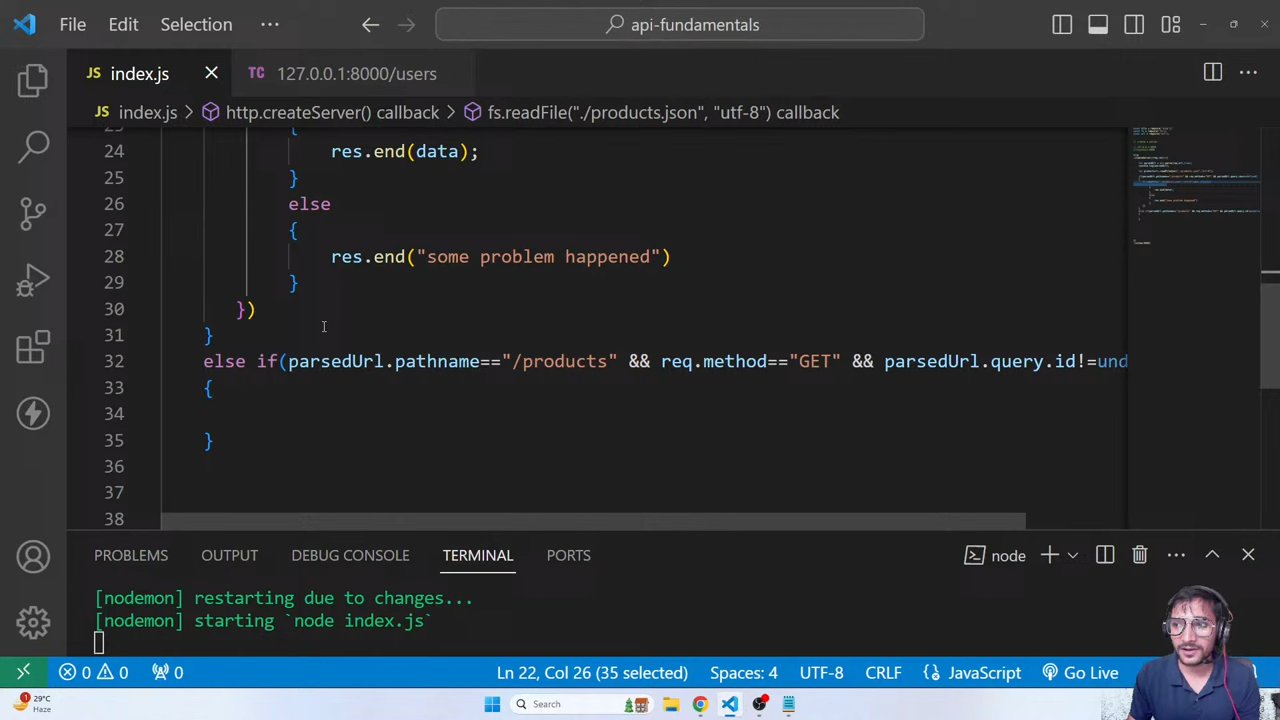 File Edit Selection ··· api-fundamentals
JS index.js TC 127.0.0.1:8000/users
JS index.js > http.createServer() callback > fs.readFile("./products.json", "utf-8") callback
{
24 res.end(data);
25 }
26 else
27 {
28 res.end("some problem happened")
29 }
30 })
31 }
32 else if(parsedUrl.pathname=="/products" && req.method=="GET" && parsedUrl.query.id!=und
33 {
34
35 }
36
37
38
PROBLEMS OUTPUT DEBUG CONSOLE TERMINAL PORTS node
[nodemon] restarting due to changes...
[nodemon] starting `node index.js`
0 0 0 Ln 22, Col 26 (35 selected) Spaces: 4 UTF-8 CRLF {} JavaScript Go Live
1 29°C
Haze
Search